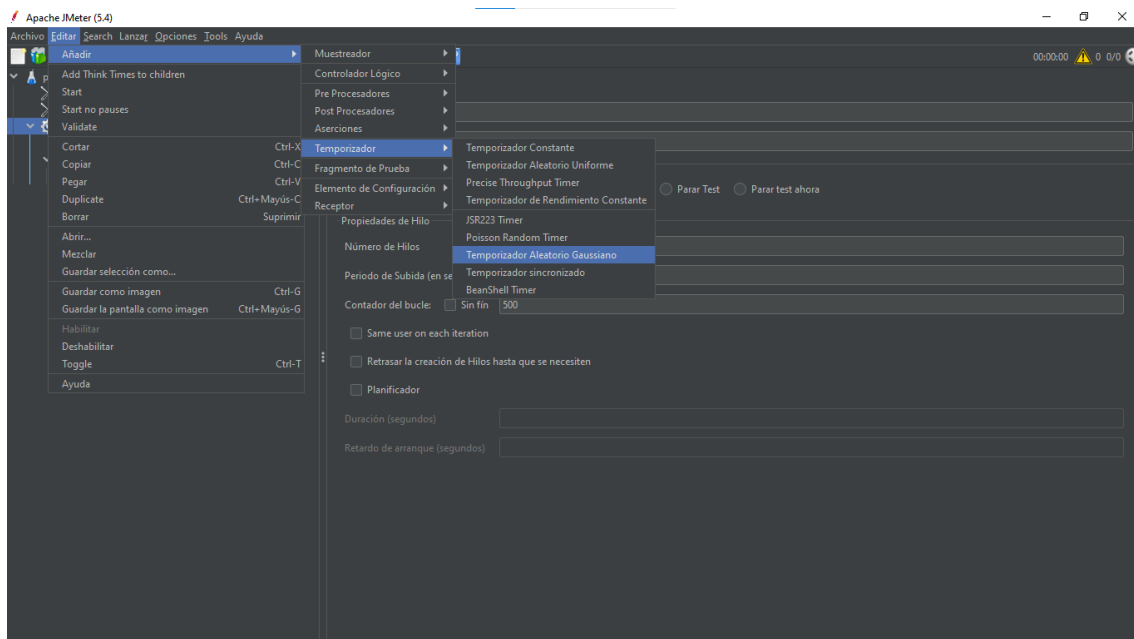 Apache JMeter (5.4)
Archivo Editar Search Lanzar Opciones Tools Ayuda
00:00:00 0 0/0
Añadir
Add Think Times to children
Start
Start no pauses
Validate
Cortar Ctrl-X
Copiar Ctrl-C
Pegar Ctrl-V
Duplicate Ctrl+Mayús-C
Borrar Suprimir
Abrir...
Mezclar
Guardar selección como...
Guardar como imagen Ctrl-G
Guardar la pantalla como imagen Ctrl+Mayús-G
Habilitar
Deshabilitar
Toggle Ctrl-T
Ayuda
Muestreador
Controlador Lógico
Pre Procesadores
Post Procesadores
Aserciones
Temporizador
Fragmento de Prueba
Elemento de Configuración
Receptor
Temporizador Constante
Temporizador Aleatorio Uniforme
Precise Throughput Timer
Temporizador de Rendimiento Constante
JSR223 Timer
Poisson Random Timer
Temporizador Aleatorio Gaussiano
Temporizador sincronizado
BeanShell Timer
Parar Test Parar test ahora
Propiedades de Hilo
Número de Hilos
Periodo de Subida (en se
Contador del bucle: Sin fín 500
Same user on each iteration
Retrasar la creación de Hilos hasta que se necesiten
Planificador
Duración (segundos)
Retardo de arranque (segundos)